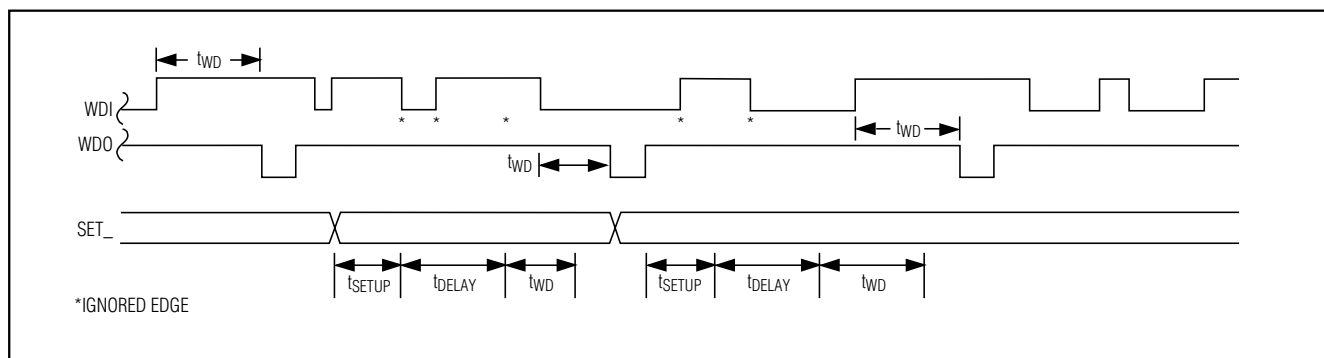 tWD
WDI
* * * * *
tWD
WDO
tWD
SET_
tSETUP tDELAY tWD tSETUP tDELAY tWD
*IGNORED EDGE